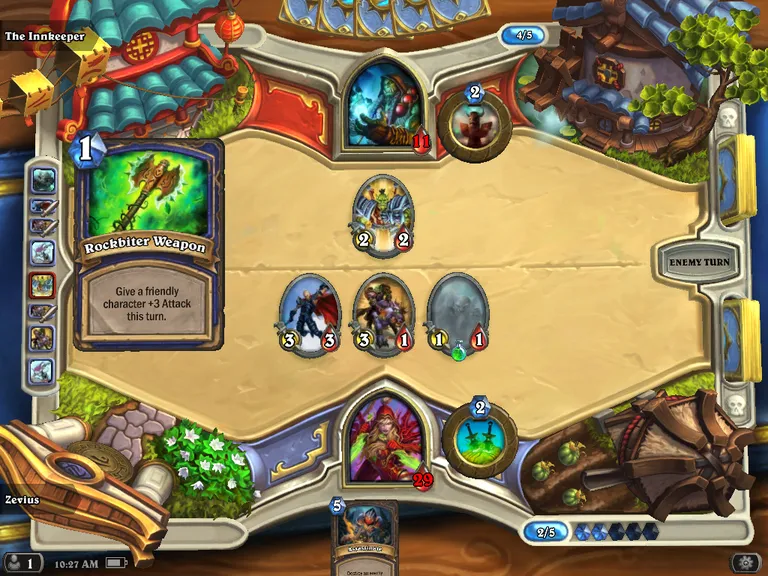 The Innkeeper
4/5
2
11
1
Rockbiter Weapon
Give a friendly
character +3 Attack
this turn.
2 2
ENEMY TURN
3 3 3 1 1 1
2
29
Zevius
5
2/5
1 10:27 AM